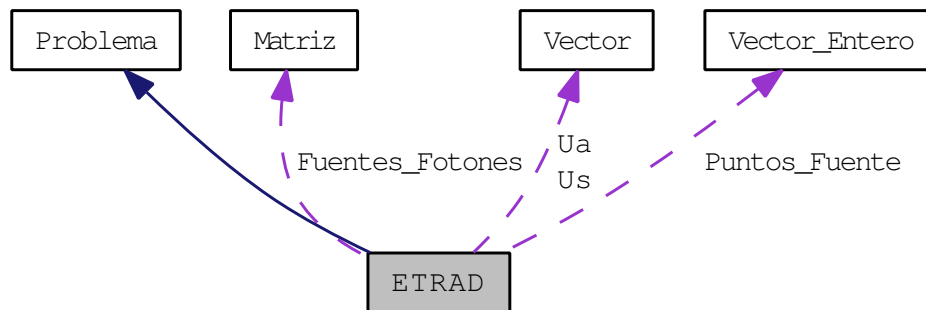 Problema
Matriz
Vector
Vector_Entero
Fuentes_Fotones
Ua
Us
Puntos_Fuente
ETRAD